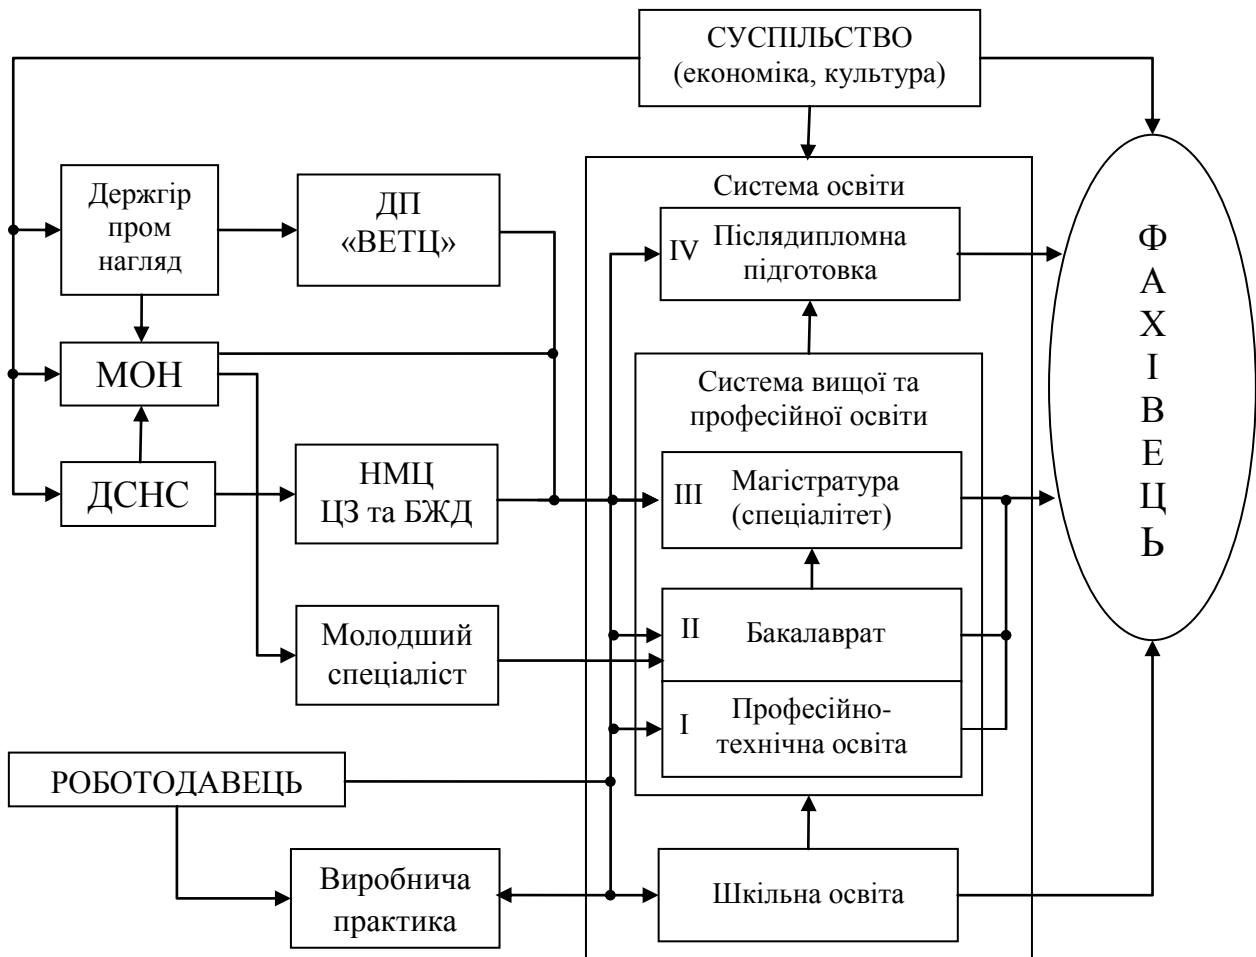 СУСПІЛЬСТВО
(економіка, культура)
Держгір
пром
нагляд
ДП
«ВЕТЦ»
Система освіти
IV
Післядипломна
підготовка
МОН
Система вищої та
професійної освіти
ДСНС
НМЦ
ЦЗ та БЖД
III
Магістратура
(спеціалітет)
Молодший
спеціаліст
II
Бакалаврат
I
Професійно-
технічна освіта
РОБОТОДАВЕЦЬ
Виробнича
практика
Шкільна освіта
Ф
А
Х
І
В
Е
Ц
Ь